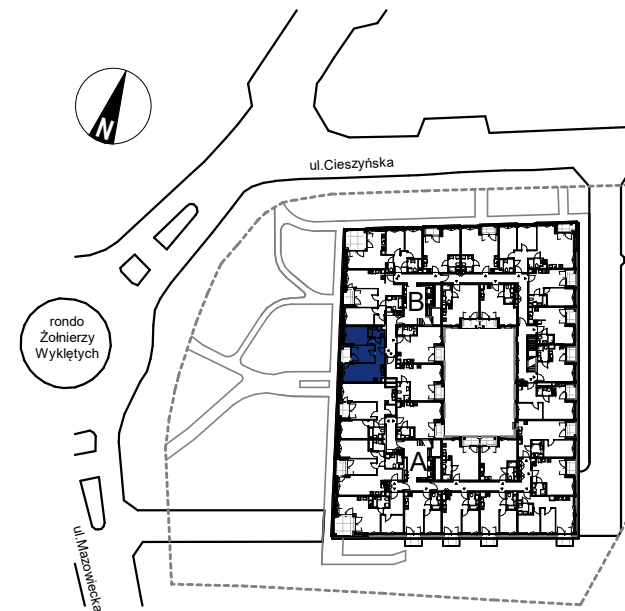 N
ul.Cieszyńska
B
rondo
Żołnierzy
Wyklętych
A
ul.Mazowiecka